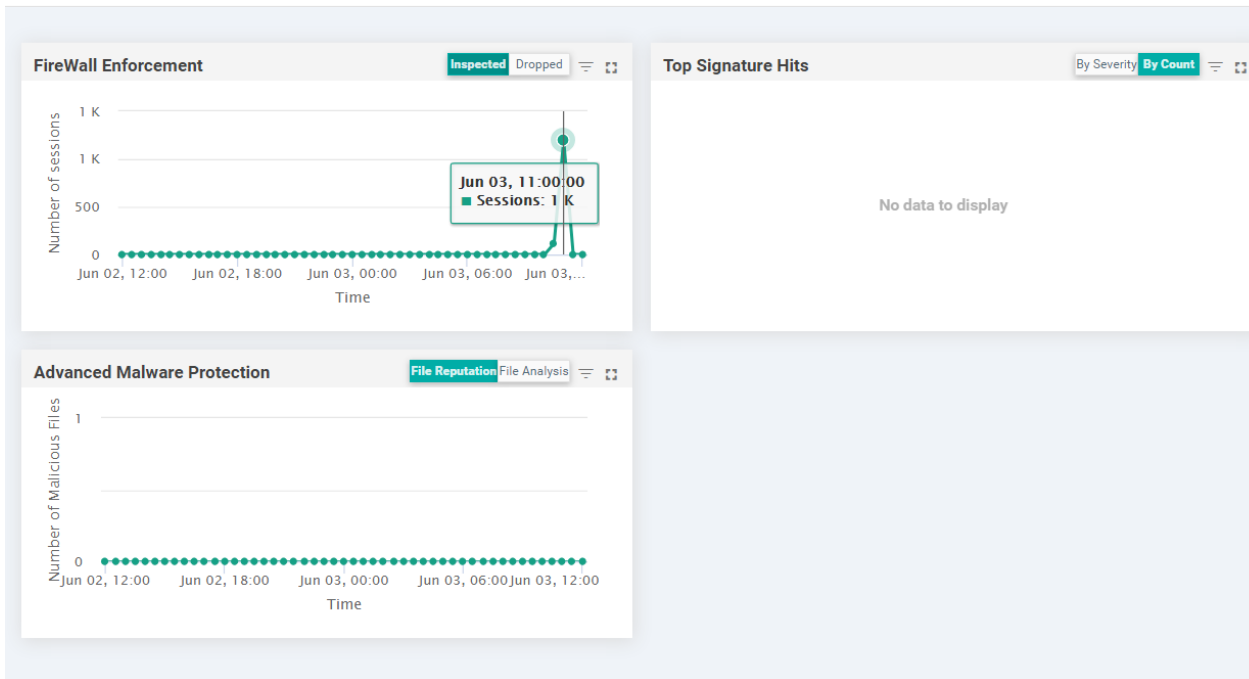 FireWall Enforcement
Inspected Dropped
Number of sessions
1 K
1 K
500
0
Jun 03, 11:00:00
Sessions: 1 K
Jun 02, 12:00 Jun 02, 18:00 Jun 03, 00:00 Jun 03, 06:00 Jun 03,...
Time
Top Signature Hits
By Severity By Count
No data to display
Advanced Malware Protection
File Reputation File Analysis
Number of Malicious Files
1
0
Jun 02, 12:00 Jun 02, 18:00 Jun 03, 00:00 Jun 03, 06:00 Jun 03, 12:00
Time